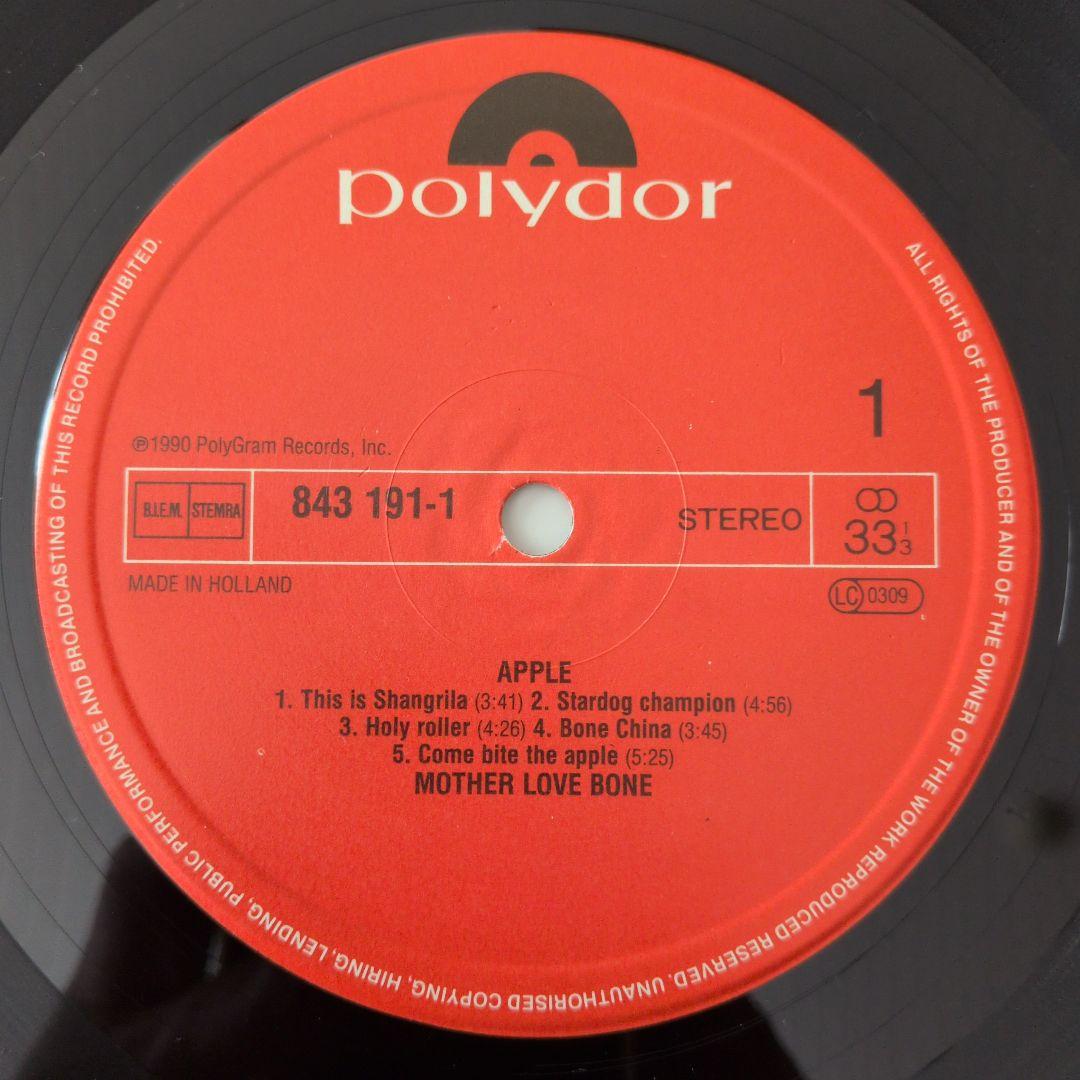 polydor
1
℗1990 PolyGram Records, Inc.
B.I.E.M. STEMRA
843 191-1
STEREO
33 1/3
MADE IN HOLLAND
LC 0309
APPLE
1. This is Shangrila (3:41) 2. Stardog champion (4:56)
3. Holy roller (4:26) 4. Bone China (3:45)
5. Come bite the apple (5:25)
MOTHER LOVE BONE
ALL RIGHTS OF THE PRODUCER AND OF THE OWNER OF THE WORK REPRODUCED RESERVED. UNAUTHORISED COPYING, HIRING, LENDING, PUBLIC PERFORMANCE AND BROADCASTING OF THIS RECORD PROHIBITED.